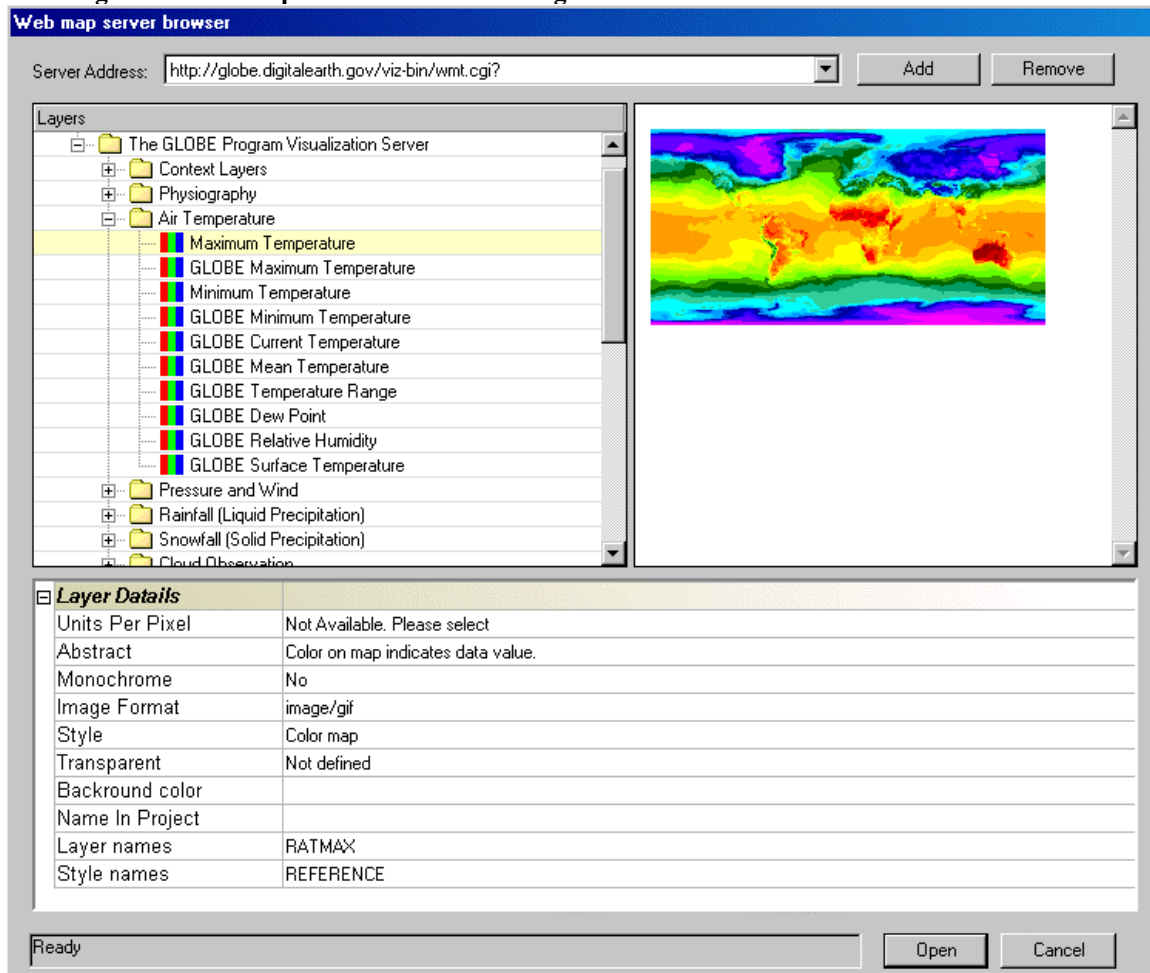 Web map server browser
Server Address: http://globe.digitalearth.gov/viz-bin/wmt.cgi? Add Remove
Layers
The GLOBE Program Visualization Server
Context Layers
Physiography
Air Temperature
Maximum Temperature
GLOBE Maximum Temperature
Minimum Temperature
GLOBE Minimum Temperature
GLOBE Current Temperature
GLOBE Mean Temperature
GLOBE Temperature Range
GLOBE Dew Point
GLOBE Relative Humidity
GLOBE Surface Temperature
Pressure and Wind
Rainfall (Liquid Precipitation)
Snowfall (Solid Precipitation)
Cloud Observation
Layer Datails
Units Per Pixel Not Available. Please select
Abstract Color on map indicates data value.
Monochrome No
Image Format image/gif
Style Color map
Transparent Not defined
Backround color
Name In Project
Layer names RATMAX
Style names REFERENCE
Ready Open Cancel